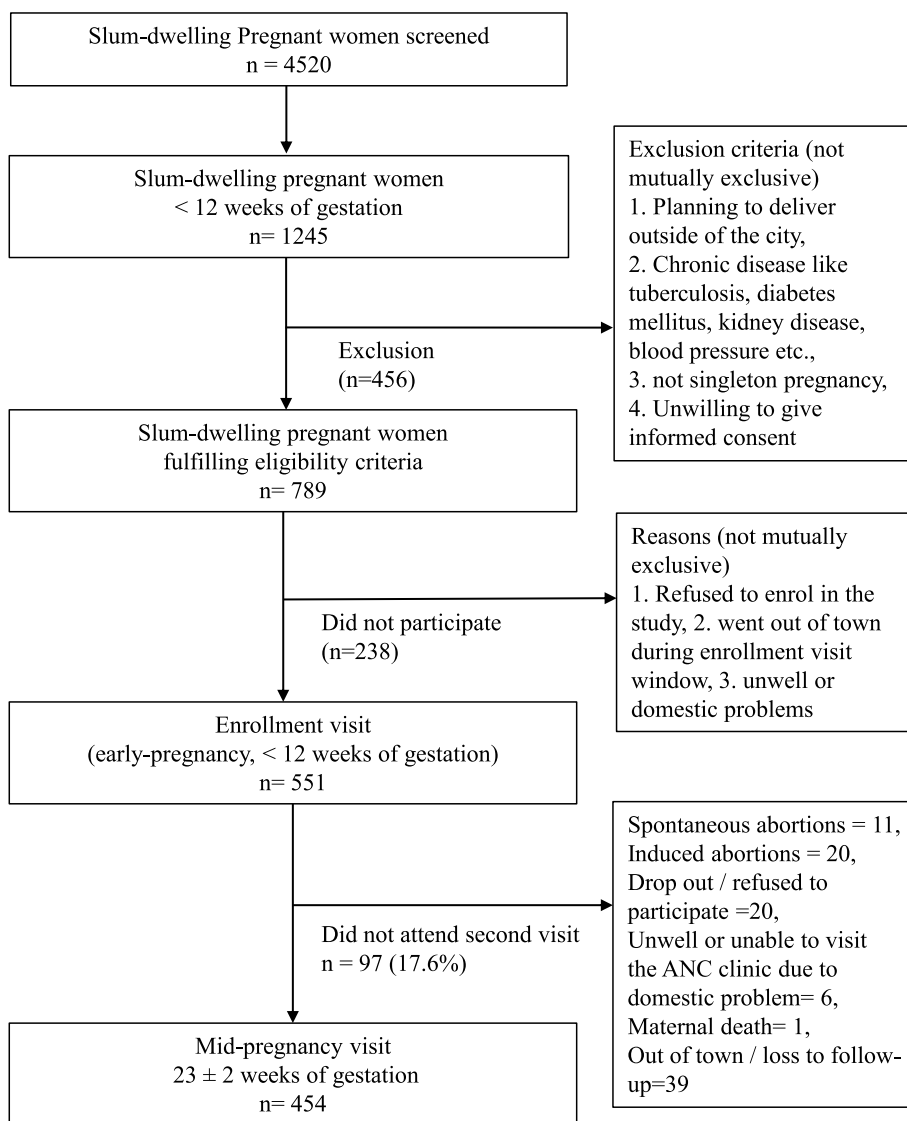 Slum-dwelling Pregnant women screened
n = 4520
Slum-dwelling pregnant women
< 12 weeks of gestation
n= 1245
Exclusion criteria (not
mutually exclusive)
1. Planning to deliver
outside of the city,
2. Chronic disease like
tuberculosis, diabetes
mellitus, kidney disease,
blood pressure etc.,
3. not singleton pregnancy,
4. Unwilling to give
informed consent
Exclusion
(n=456)
Slum-dwelling pregnant women
fulfilling eligibility criteria
n= 789
Reasons (not mutually
exclusive)
1. Refused to enrol in the
study, 2. went out of town
during enrollment visit
window, 3. unwell or
domestic problems
Did not participate
(n=238)
Enrollment visit
(early-pregnancy, < 12 weeks of gestation)
n= 551
Spontaneous abortions = 11,
Induced abortions = 20,
Drop out / refused to
participate =20,
Unwell or unable to visit
the ANC clinic due to
domestic problem= 6,
Maternal death= 1,
Out of town / loss to follow-
up=39
Did not attend second visit
n = 97 (17.6%)
Mid-pregnancy visit
23 ± 2 weeks of gestation
n= 454